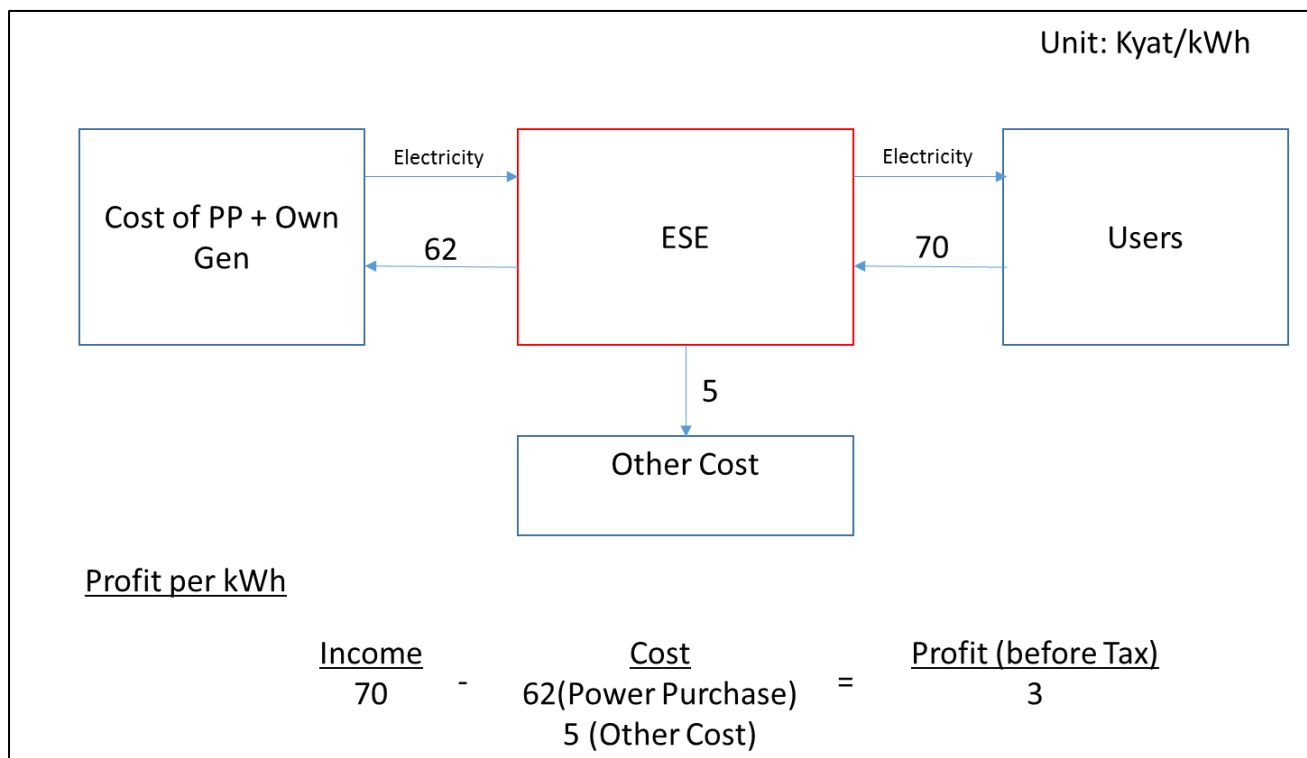 Unit: Kyat/kWh
Electricity
Electricity
Cost of PP + Own
Gen
62
ESE
70
Users
5
Other Cost
Profit per kWh
Income - Cost = Profit (before Tax)
70 62(Power Purchase) 3
5 (Other Cost)